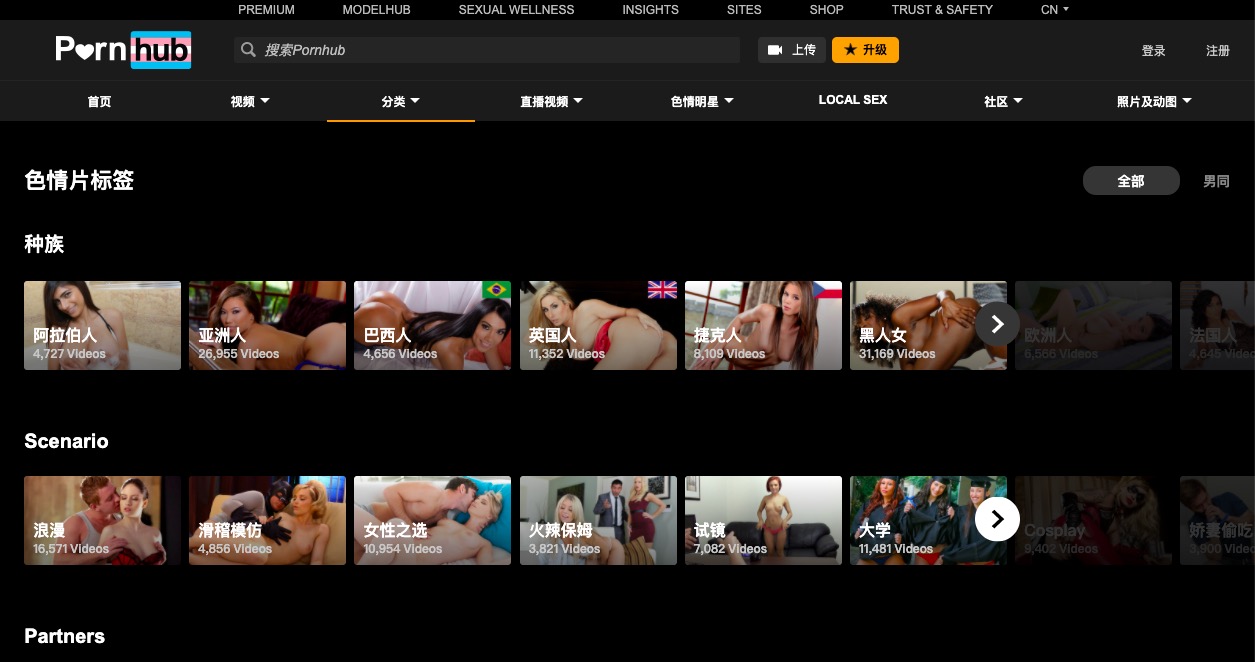 PREMIUM MODELHUB SEXUAL WELLNESS INSIGHTS SITES SHOP TRUST & SAFETY CN
Pornhub 搜索Pornhub 上传 升级 登录 注册
首页 视频 分类 直播视频 色情明星 LOCAL SEX 社区 照片及动图
色情片标签 全部 男同
种族
阿拉伯人 亚洲人 巴西人 英国人 捷克人 黑人女 欧洲人 法国人
4,727 Videos 26,955 Videos 4,656 Videos 11,352 Videos 8,109 Videos 31,169 Videos 6,566 Videos 4,645 Videos
Scenario
浪漫 滑稽模仿 女性之选 火辣保姆 试镜 大学 Cosplay 娇妻偷吃
16,571 Videos 4,856 Videos 10,954 Videos 3,821 Videos 7,082 Videos 11,481 Videos 9,402 Videos 3,900 Videos
Partners